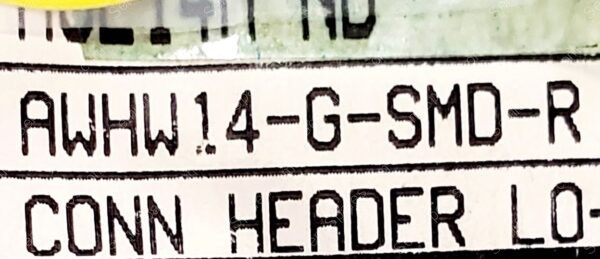 AWHW14-G-SMD-R
CONN HEADER LO-